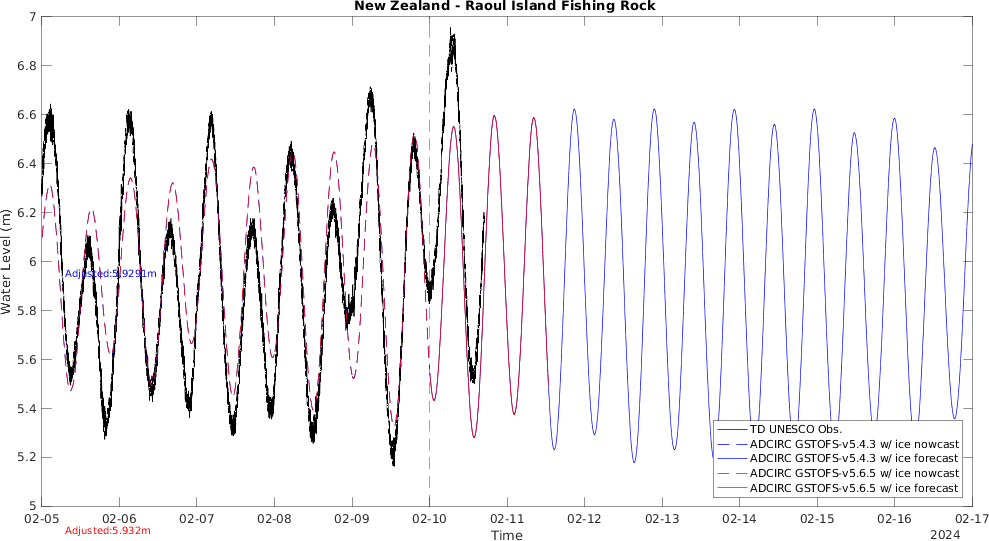 New Zealand - Raoul Island Fishing Rock
7
6.8
6.6
6.4
6.2
6
5.8
5.6
5.4
5.2
5
Water Level (m)
Adjusted:5.9291m
TD UNESCO Obs.
ADCIRC GSTOFS-v5.4.3 w/ ice nowcast
ADCIRC GSTOFS-v5.4.3 w/ ice forecast
ADCIRC GSTOFS-v5.6.5 w/ ice nowcast
ADCIRC GSTOFS-v5.6.5 w/ ice forecast
02-05 02-06 02-07 02-08 02-09 02-10 02-11 02-12 02-13 02-14 02-15 02-16 02-17
Adjusted:5.932m
Time
2024